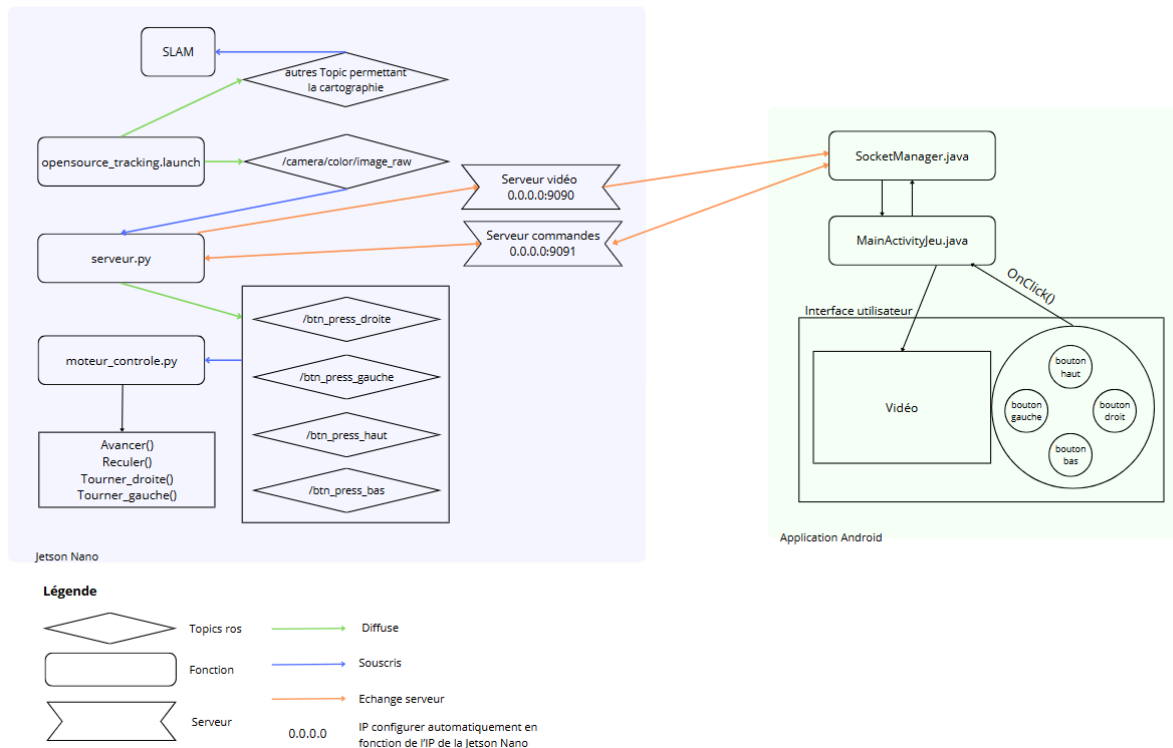 SLAM
autres Topic permettant
la cartographie
opensource_tracking.launch
/camera/color/image_raw
Serveur vidéo
0.0.0.0:9090
Serveur commandes
0.0.0.0:9091
serveur.py
/btn_press_droite
moteur_controle.py
/btn_press_gauche
/btn_press_haut
/btn_press_bas
Avancer()
Reculer()
Tourner_droite()
Tourner_gauche()
Jetson Nano
SocketManager.java
MainActivityJeu.java
OnClick()
Interface utilisateur
Vidéo
bouton
haut
bouton
gauche
bouton
droit
bouton
bas
Application Android
Légende
Topics ros
Diffuse
Fonction
Souscris
Echange serveur
Serveur
0.0.0.0
IP configurer automatiquement en
fonction de l'IP de la Jetson Nano